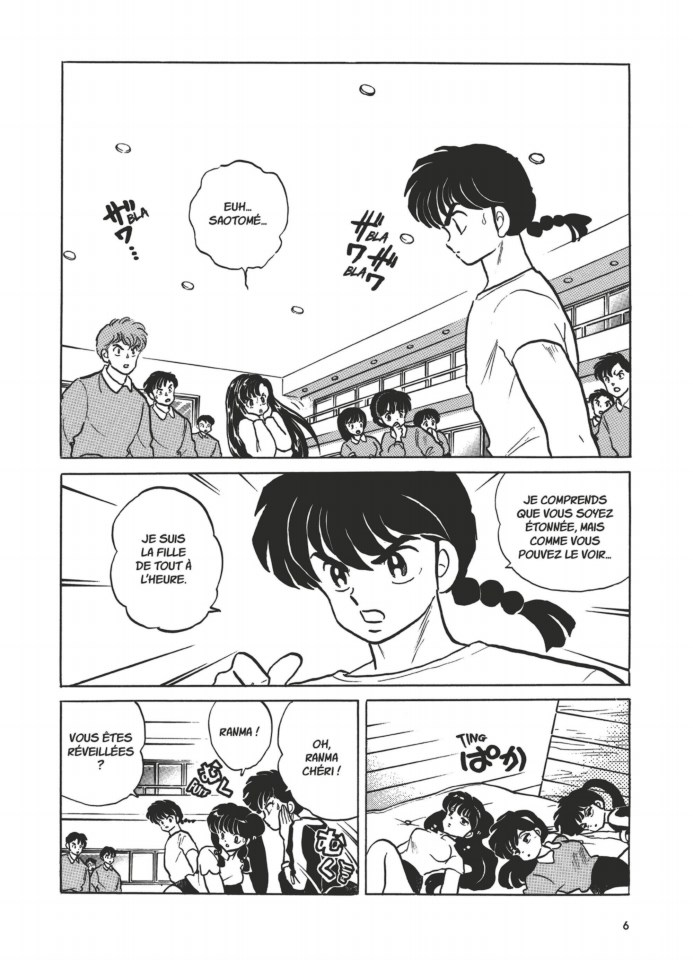 EUH...
SAOTOMÉ...
ザワ
BLA
...
ザワ
BLA
ザワ
BLA
JE COMPRENDS
QUE VOUS SOYEZ
ÉTONNÉE, MAIS
COMME VOUS
POUVEZ LE VOIR...
JE SUIS
LA FILLE
DE TOUT À
L'HEURE.
VOUS ÊTES
RÉVEILLÉES
?
RANMA !
OH,
RANMA
CHÉRI !
むく
むく
TING
ぱかっ
6